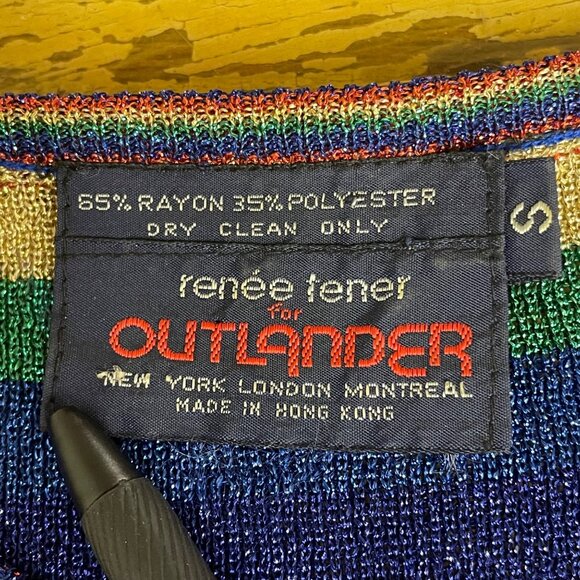 65% RAYON 35% POLYESTER
DRY CLEAN ONLY
S
renée tener
for
OUTLANDER
NEW YORK LONDON MONTREAL
MADE IN HONG KONG